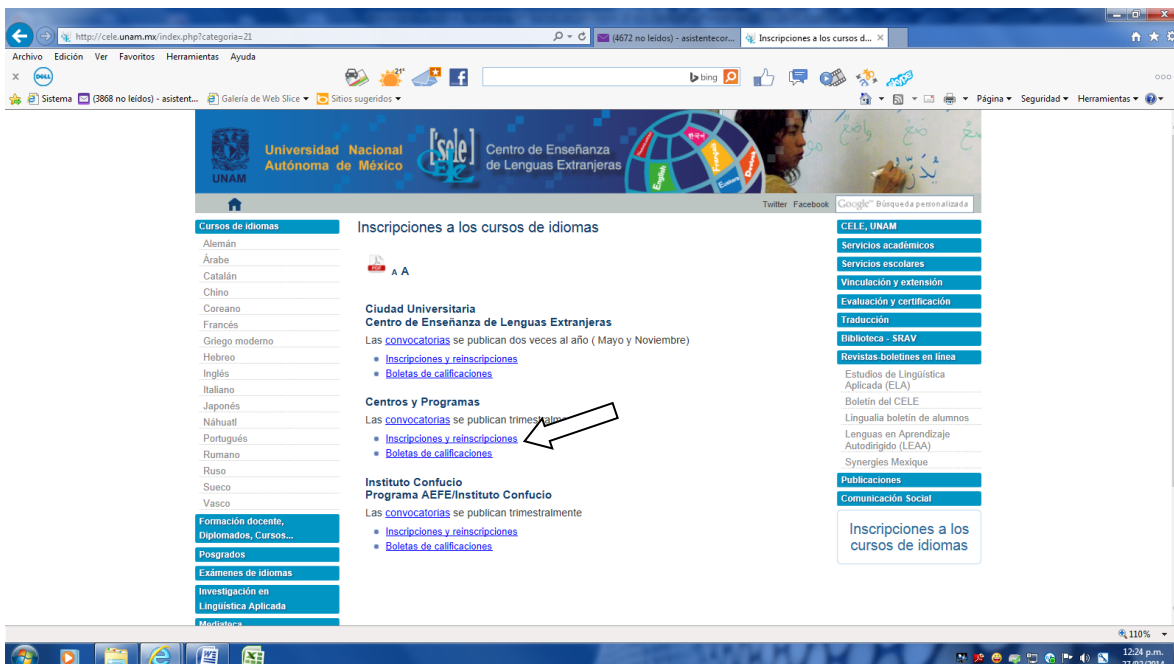 http://cele.unam.mx/index.php?categoria=21
(4672 no leídos) - asistentecor...
Inscripciones a los cursos d...
Archivo Edición Ver Favoritos Herramientas Ayuda
x DELL
21°
bing
Sistema
(3868 no leídos) - asistent...
Galería de Web Slice
Sitios sugeridos
Página Seguridad Herramientas
UNAM
Universidad Nacional
Autónoma de México
Centro de Enseñanza
de Lenguas Extranjeras
English
Français
Twitter Facebook
Google™ Búsqueda personalizada
Cursos de idiomas
Alemán
Árabe
Catalán
Chino
Coreano
Francés
Griego moderno
Hebreo
Inglés
Italiano
Japonés
Náhuatl
Portugués
Rumano
Ruso
Sueco
Vasco
Formación docente,
Diplomados, Cursos...
Posgrados
Exámenes de idiomas
Investigación en
Lingüística Aplicada
Mediateca
Inscripciones a los cursos de idiomas
PDF A A
Ciudad Universitaria
Centro de Enseñanza de Lenguas Extranjeras
Las convocatorias se publican dos veces al año ( Mayo y Noviembre)
Inscripciones y reinscripciones
Boletas de calificaciones
Centros y Programas
Las convocatorias se publican trimestralmente
Inscripciones y reinscripciones
Boletas de calificaciones
Instituto Confucio
Programa AEFE/Instituto Confucio
Las convocatorias se publican trimestralmente
Inscripciones y reinscripciones
Boletas de calificaciones
CELE, UNAM
Servicios académicos
Servicios escolares
Vinculación y extensión
Evaluación y certificación
Traducción
Biblioteca - SRAV
Revistas-boletines en línea
Estudios de Lingüística
Aplicada (ELA)
Boletín del CELE
Lingualia boletín de alumnos
Lenguas en Aprendizaje
Autodirigido (LEAA)
Synergies Mexique
Publicaciones
Comunicación Social
Inscripciones a los
cursos de idiomas
110%
12:24 p.m.